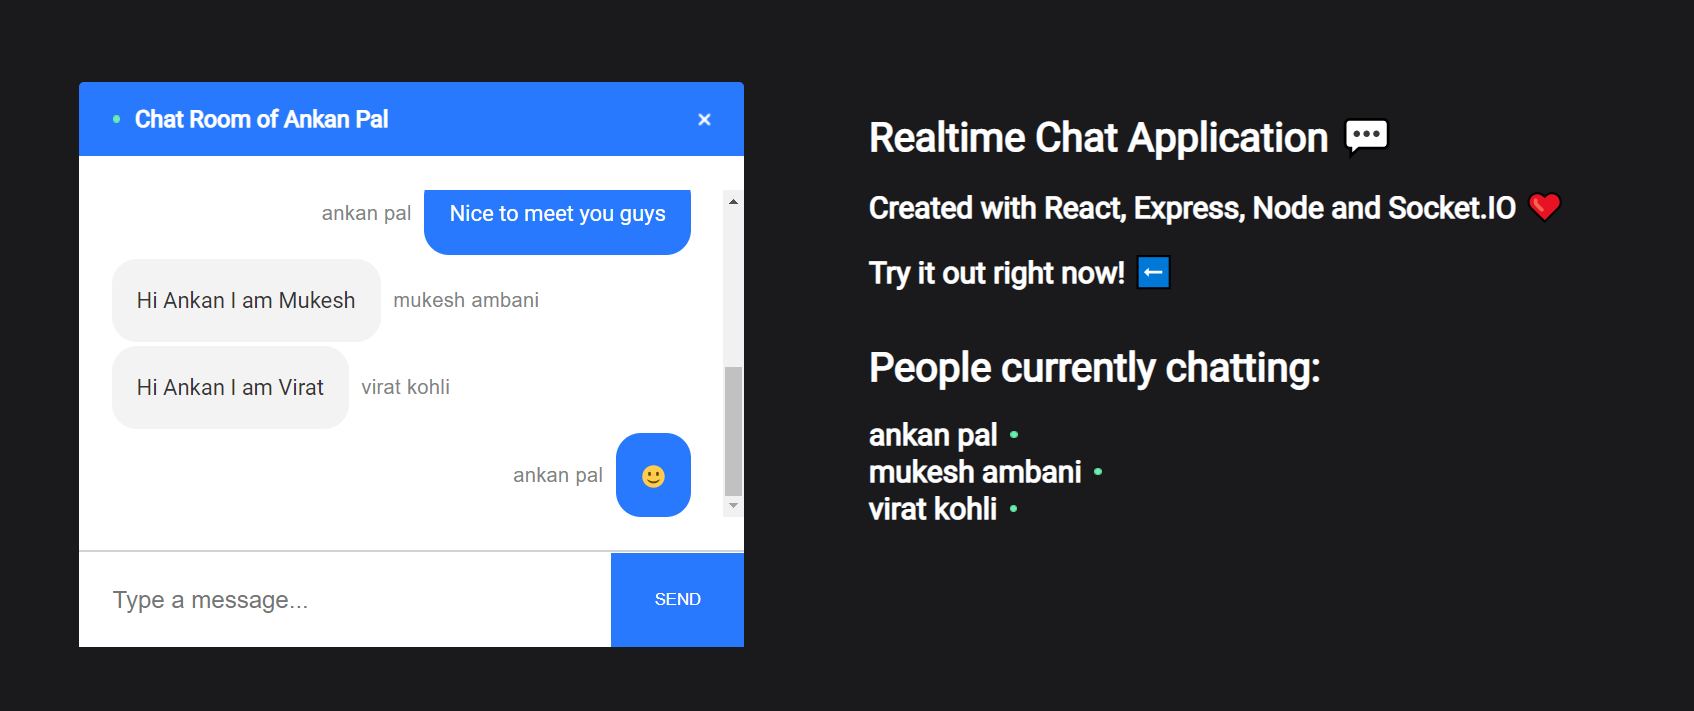 Chat Room of Ankan Pal
ankan pal Nice to meet you guys
Hi Ankan I am Mukesh mukesh ambani
Hi Ankan I am Virat virat kohli
ankan pal 🙂
Type a message...
SEND
Realtime Chat Application 💬
Created with React, Express, Node and Socket.IO ❤️
Try it out right now! ⬅️
People currently chatting:
ankan pal
mukesh ambani
virat kohli